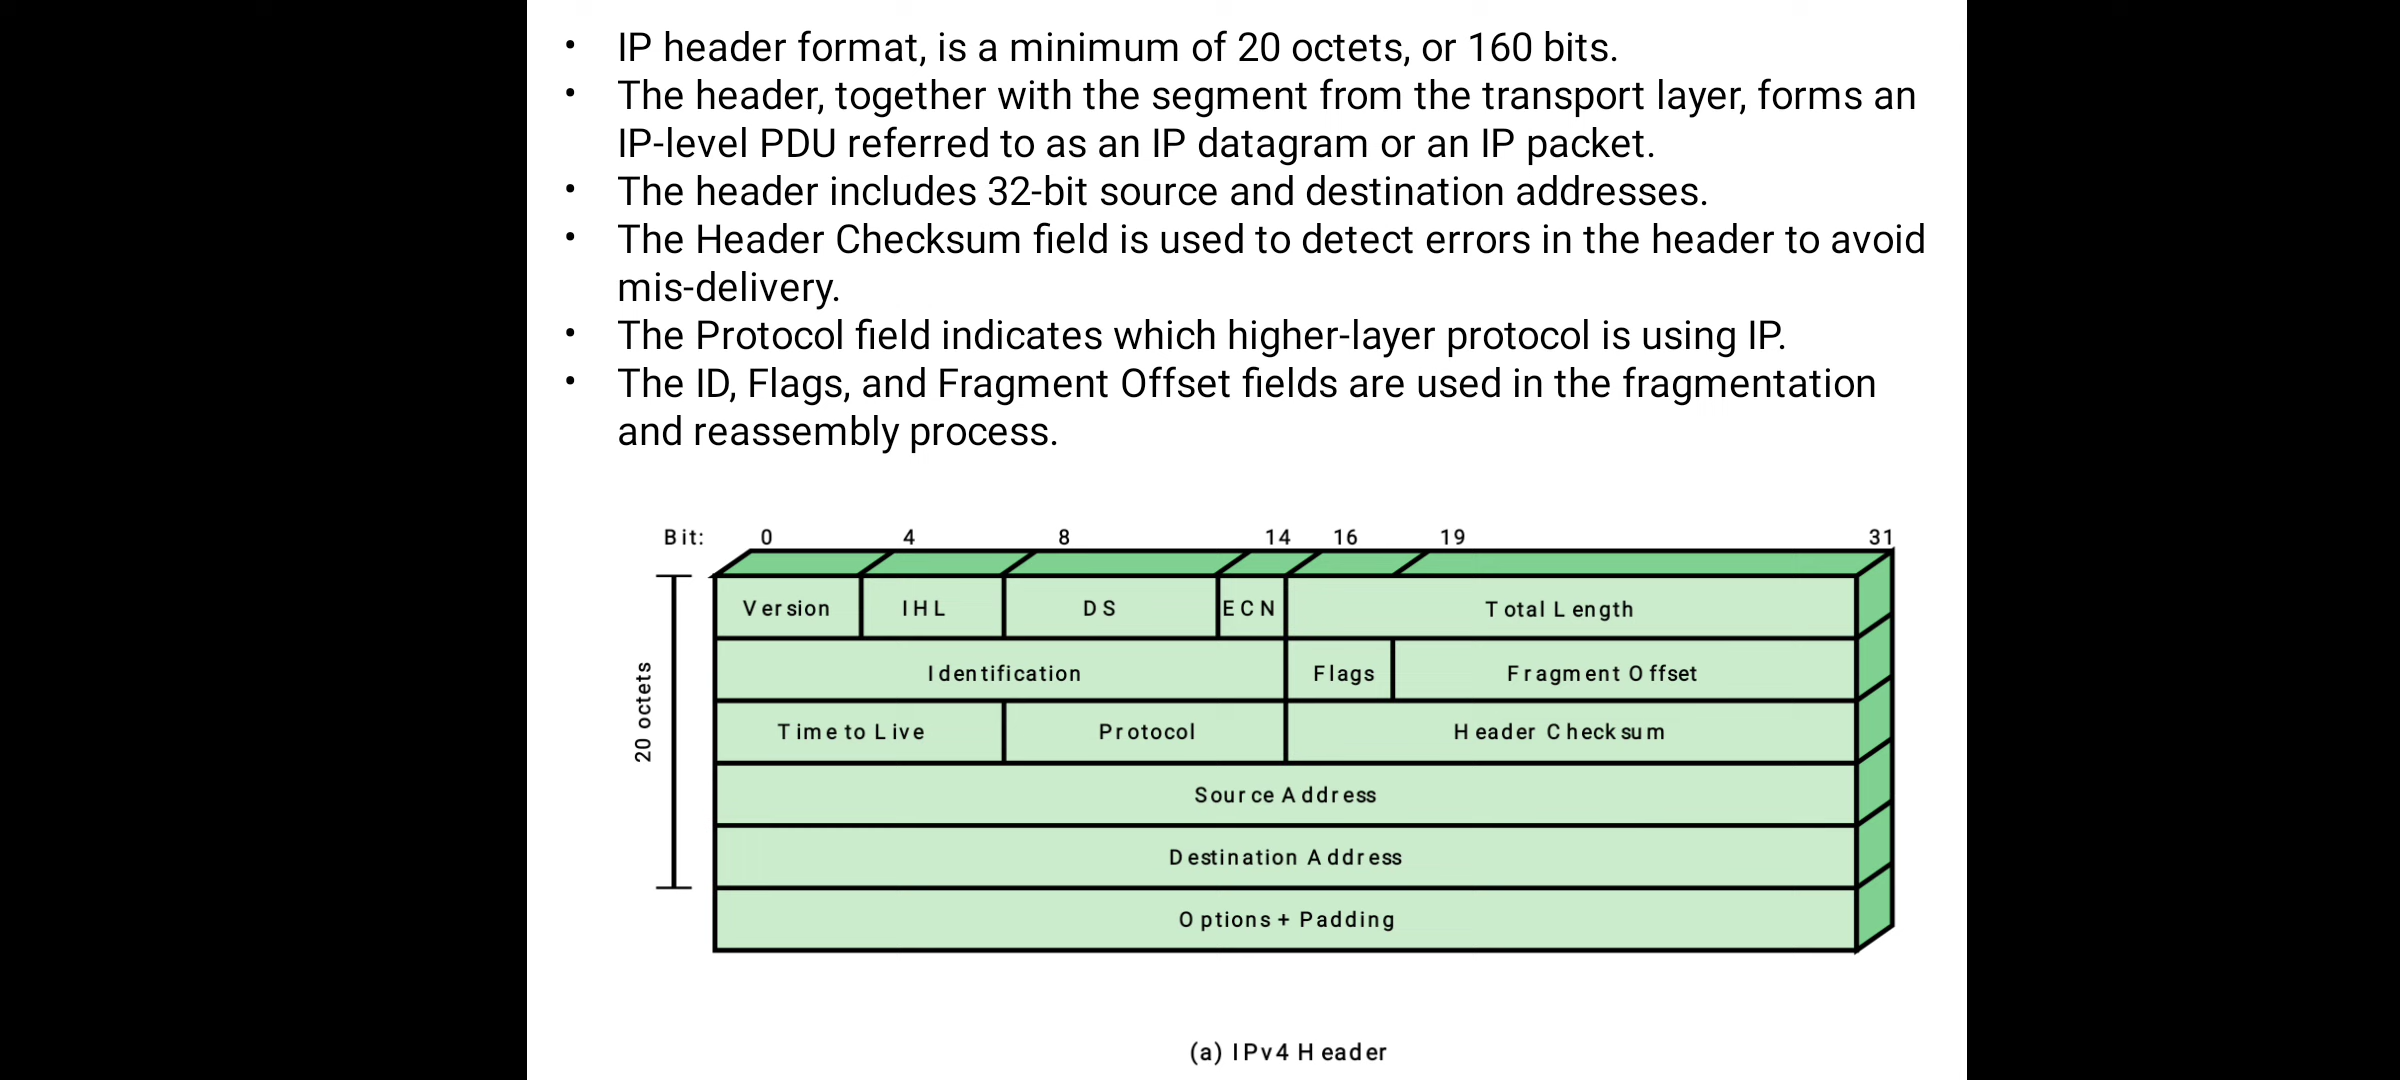 • IP header format, is a minimum of 20 octets, or 160 bits.
• The header, together with the segment from the transport layer, forms an
IP-level PDU referred to as an IP datagram or an IP packet.
• The header includes 32-bit source and destination addresses.
• The Header Checksum field is used to detect errors in the header to avoid
mis-delivery.
• The Protocol field indicates which higher-layer protocol is using IP.
• The ID, Flags, and Fragment Offset fields are used in the fragmentation
and reassembly process.
Bit: 0 4 8 14 16 19 31
Version IHL DS ECN Total Length
Identification Flags Fragment Offset
20 octets
Time to Live Protocol Header Checksum
Source Address
Destination Address
Options + Padding
(a) IPv4 Header